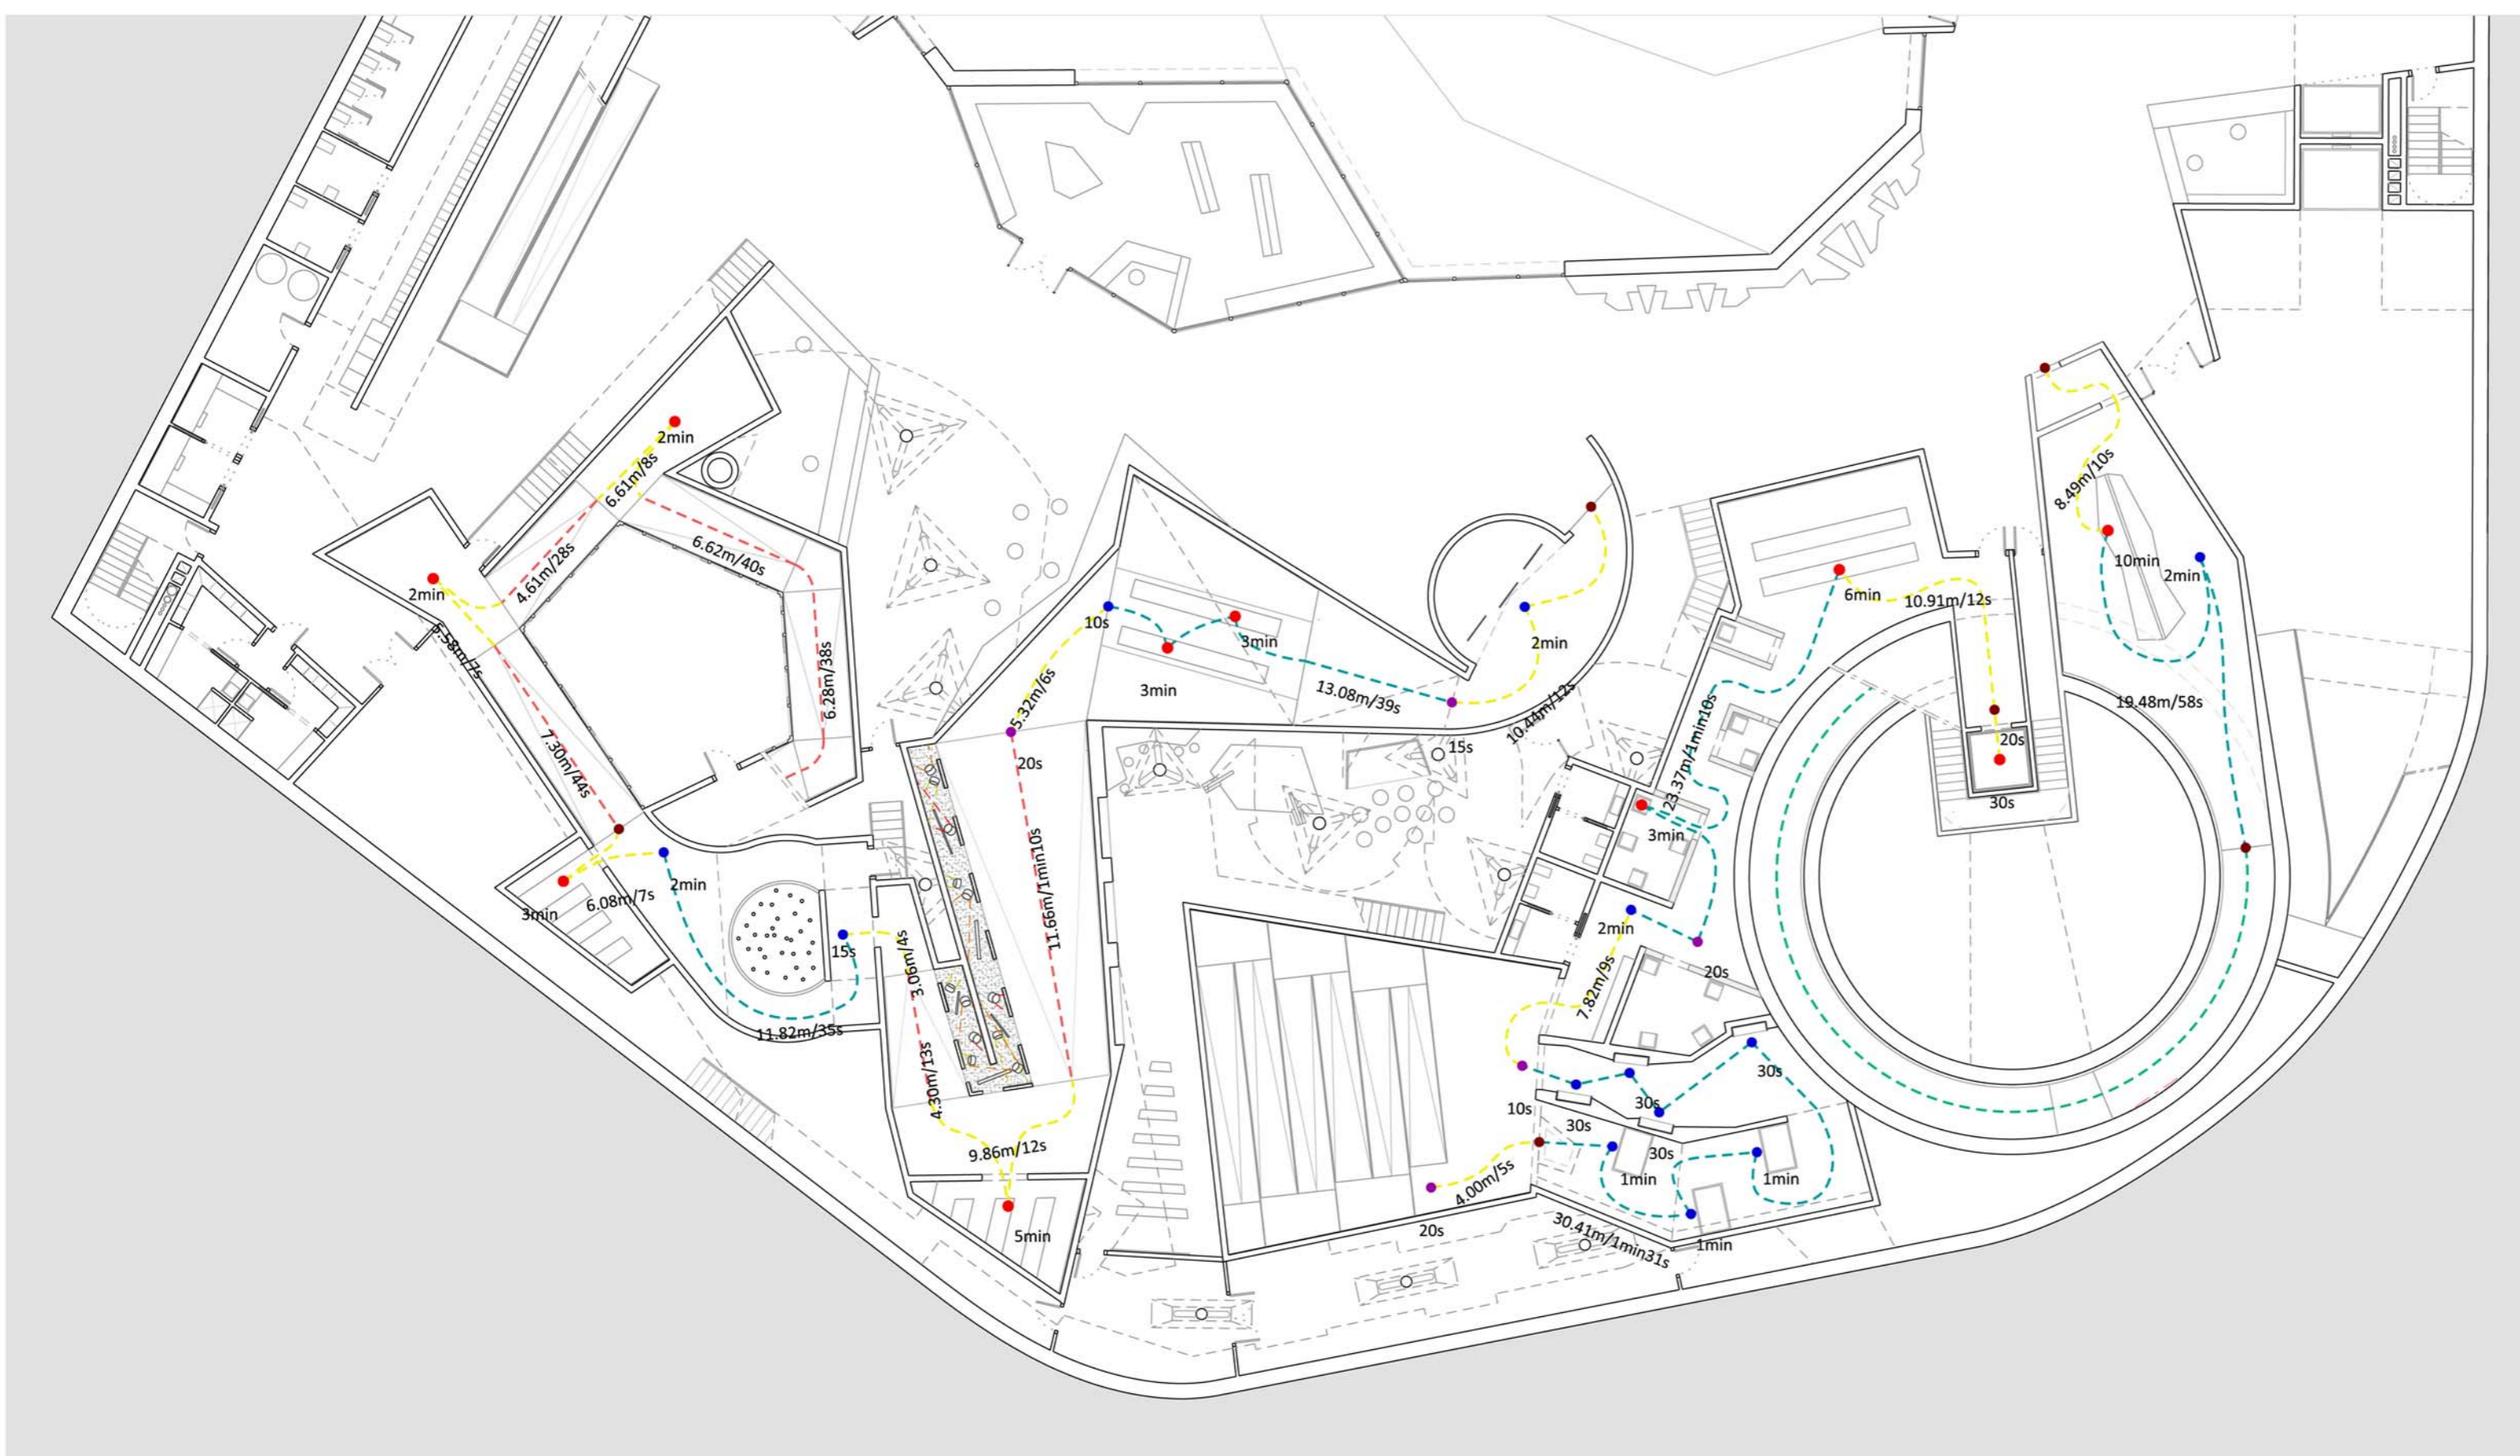 2min
6.61m/8s
8.49m/10s
6.62m/40s
4.61m/28s
10min
2min
2min
6min
10.91m/12s
10s
3min
2min
5.58m/7s
6.28m/38s
5.32m/6s
3min
13.08m/39s
10.44m/12s
19.48m/58s
20s
15s
23.37m/1min10s
7.30m/44s
20s
30s
3min
11.66m/1min10s
2min
6.08m/7s
3min
2min
15s
3.06m/4s
20s
7.82m/9s
11.82m/35s
4.30m/13s
30s
30s
10s
30s
30s
9.86m/12s
4.00m/5s
1min
1min
5min
20s
30.41m/1min31s
1min